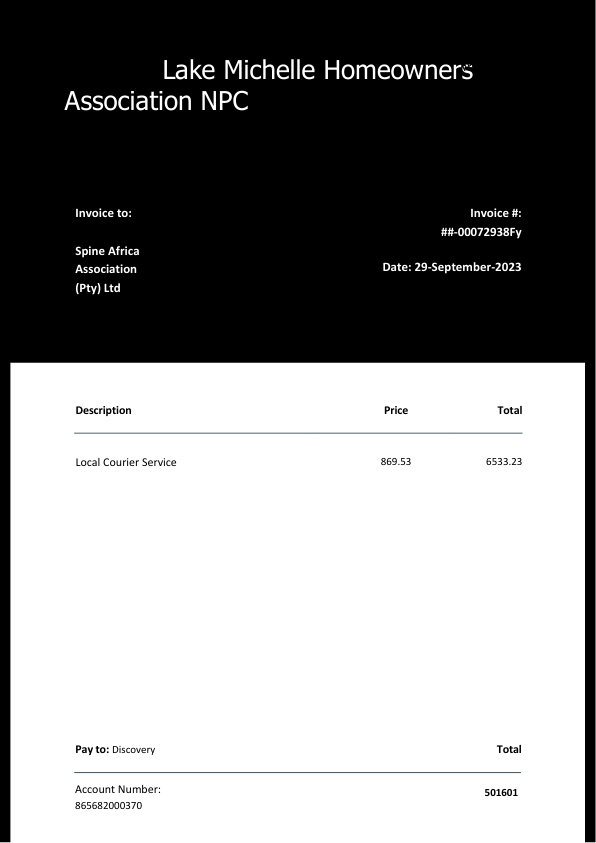 Lake Michelle Homeowners
Association NPC
Invoice to:
Invoice #:
##-00072938Fy
Spine Africa
Association
(Pty) Ltd
Date: 29-September-2023
Description Price Total
Local Courier Service 869.53 6533.23
Pay to: Discovery Total
Account Number: 501601
865682000370